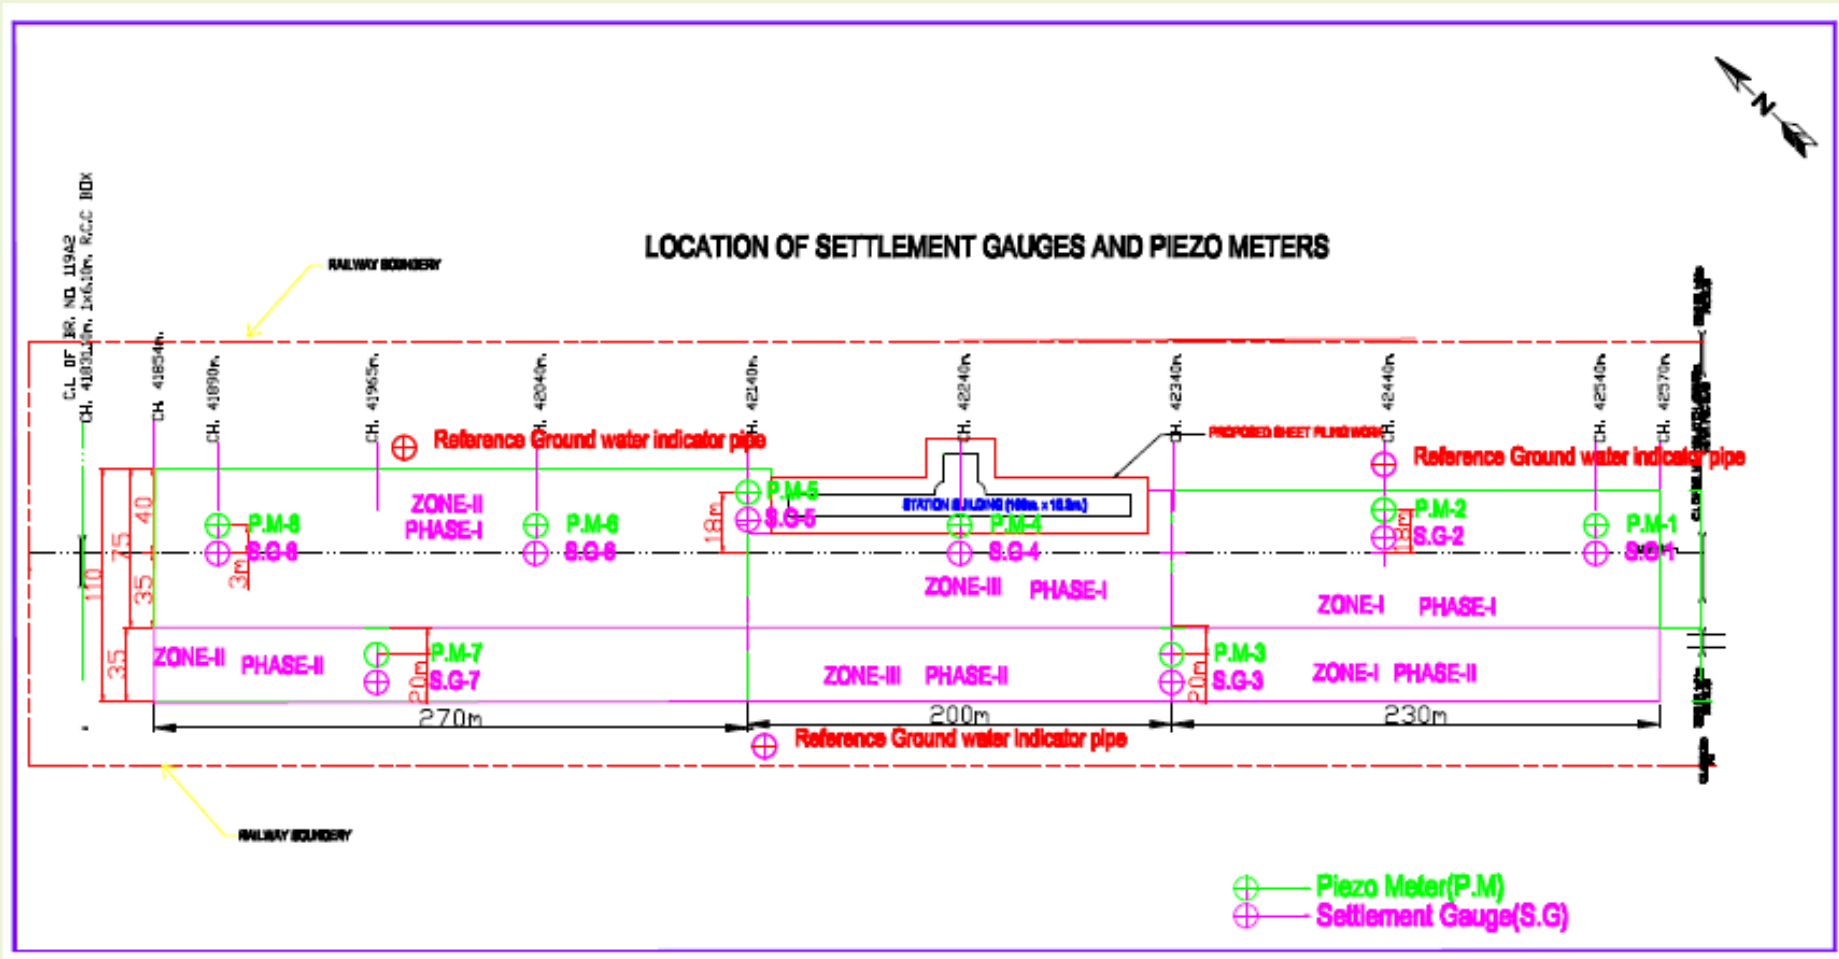 LOCATION OF SETTLEMENT GAUGES AND PIEZO METERS
N
C.L OF BR. NO. 119A2
RAILWAY BOUNDERY
CH. 41854m.
CH. 41890m.
CH. 41965m.
CH. 42040m.
CH. 42140m.
CH. 42240m.
CH. 42340m.
CH. 42440m.
CH. 42540m.
CH. 42570m.
Reference Ground water indicator pipe
PROPOSED SHEET PILING WORK
Reference Ground water indicator pipe
40
75
35
110
35
P.M-8
S.G-8
3m
ZONE-II
PHASE-I
P.M-6
S.G-6
18m
P.M-5
S.G-5
P.M-4
S.G-4
P.M-2
S.G-2
18m
P.M-1
S.G-1
ZONE-III PHASE-I
ZONE-I PHASE-I
ZONE-II PHASE-II
P.M-7
S.G-7
20m
ZONE-III PHASE-II
P.M-3
S.G-3
20m
ZONE-I PHASE-II
270m
200m
230m
Reference Ground water indicator pipe
RAILWAY BOUNDERY
Piezo Meter(P.M)
Settlement Gauge(S.G)